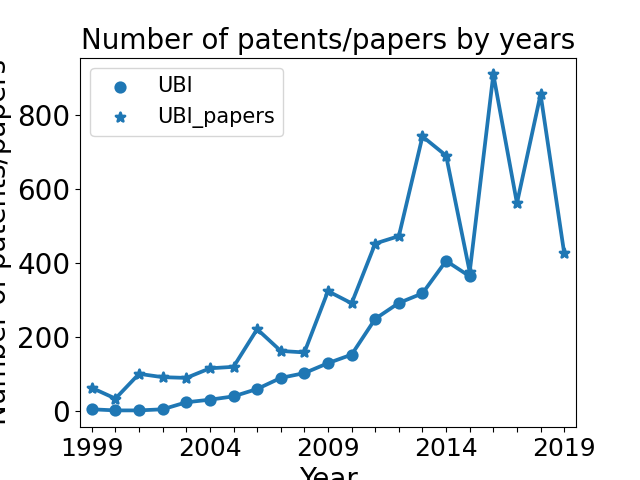 Number of patents/papers by years
UBI
UBI_papers
Number of patents/papers
800
600
400
200
0
1999
2004
2009
2014
2019
Year